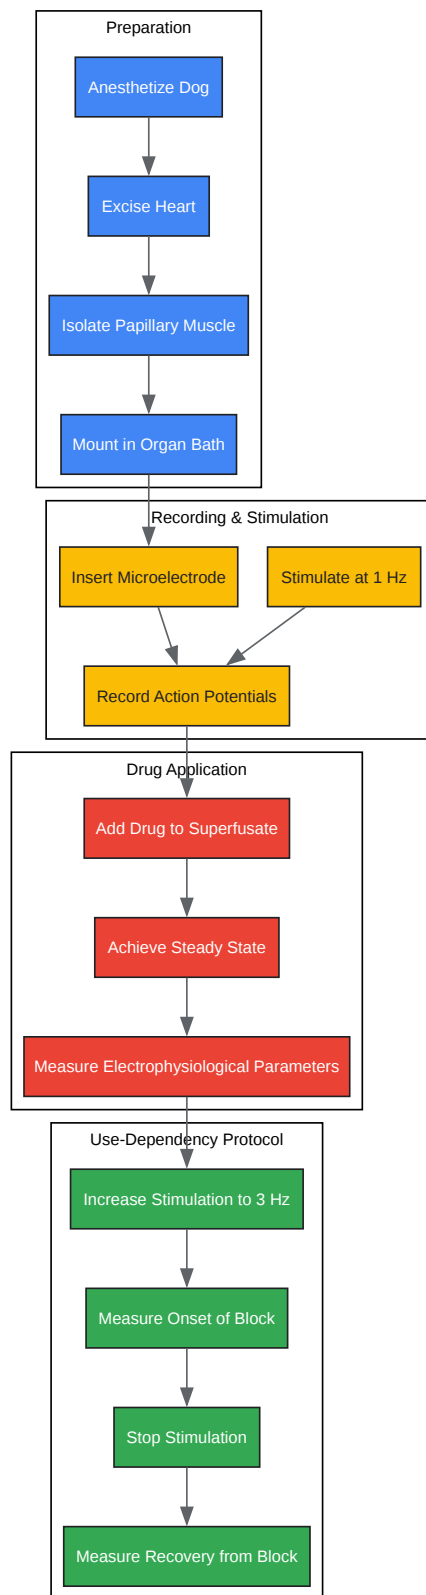 Preparation
Anesthetize Dog
Excise Heart
Isolate Papillary Muscle
Mount in Organ Bath
Recording & Stimulation
Insert Microelectrode
Stimulate at 1 Hz
Record Action Potentials
Drug Application
Add Drug to Superfusate
Achieve Steady State
Measure Electrophysiological Parameters
Use-Dependency Protocol
Increase Stimulation to 3 Hz
Measure Onset of Block
Stop Stimulation
Measure Recovery from Block